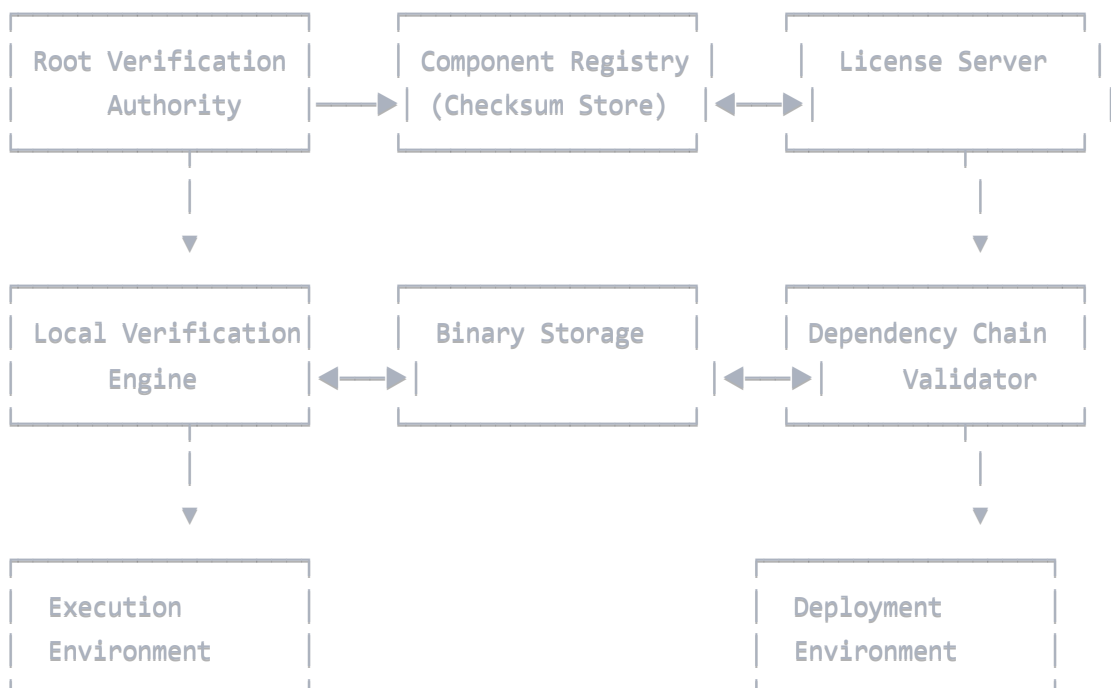 Root Verification
Authority
Component Registry
(Checksum Store)
License Server
Local Verification
Engine
Binary Storage
Dependency Chain
Validator
Execution
Environment
Deployment
Environment